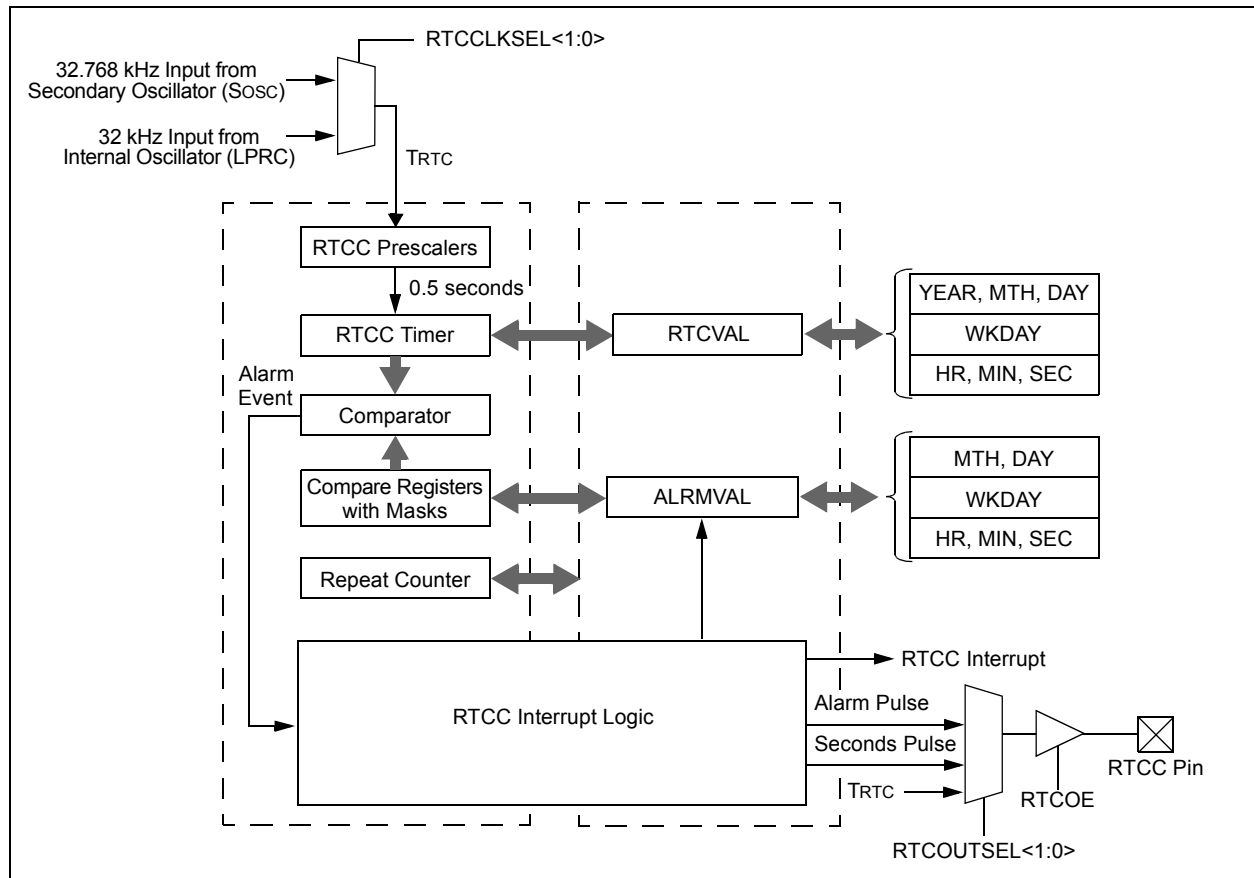 RTCCLKSEL<1:0>
32.768 kHz Input from
Secondary Oscillator (SOSC)
32 kHz Input from
Internal Oscillator (LPRC)
TRTC
RTCC Prescalers
0.5 seconds
RTCC Timer
RTCVAL
YEAR, MTH, DAY
WKDAY
HR, MIN, SEC
Alarm
Event
Comparator
Compare Registers
with Masks
ALRMVAL
MTH, DAY
WKDAY
HR, MIN, SEC
Repeat Counter
RTCC Interrupt Logic
RTCC Interrupt
Alarm Pulse
Seconds Pulse
TRTC
RTCC Pin
RTCOE
RTCOUTSEL<1:0>